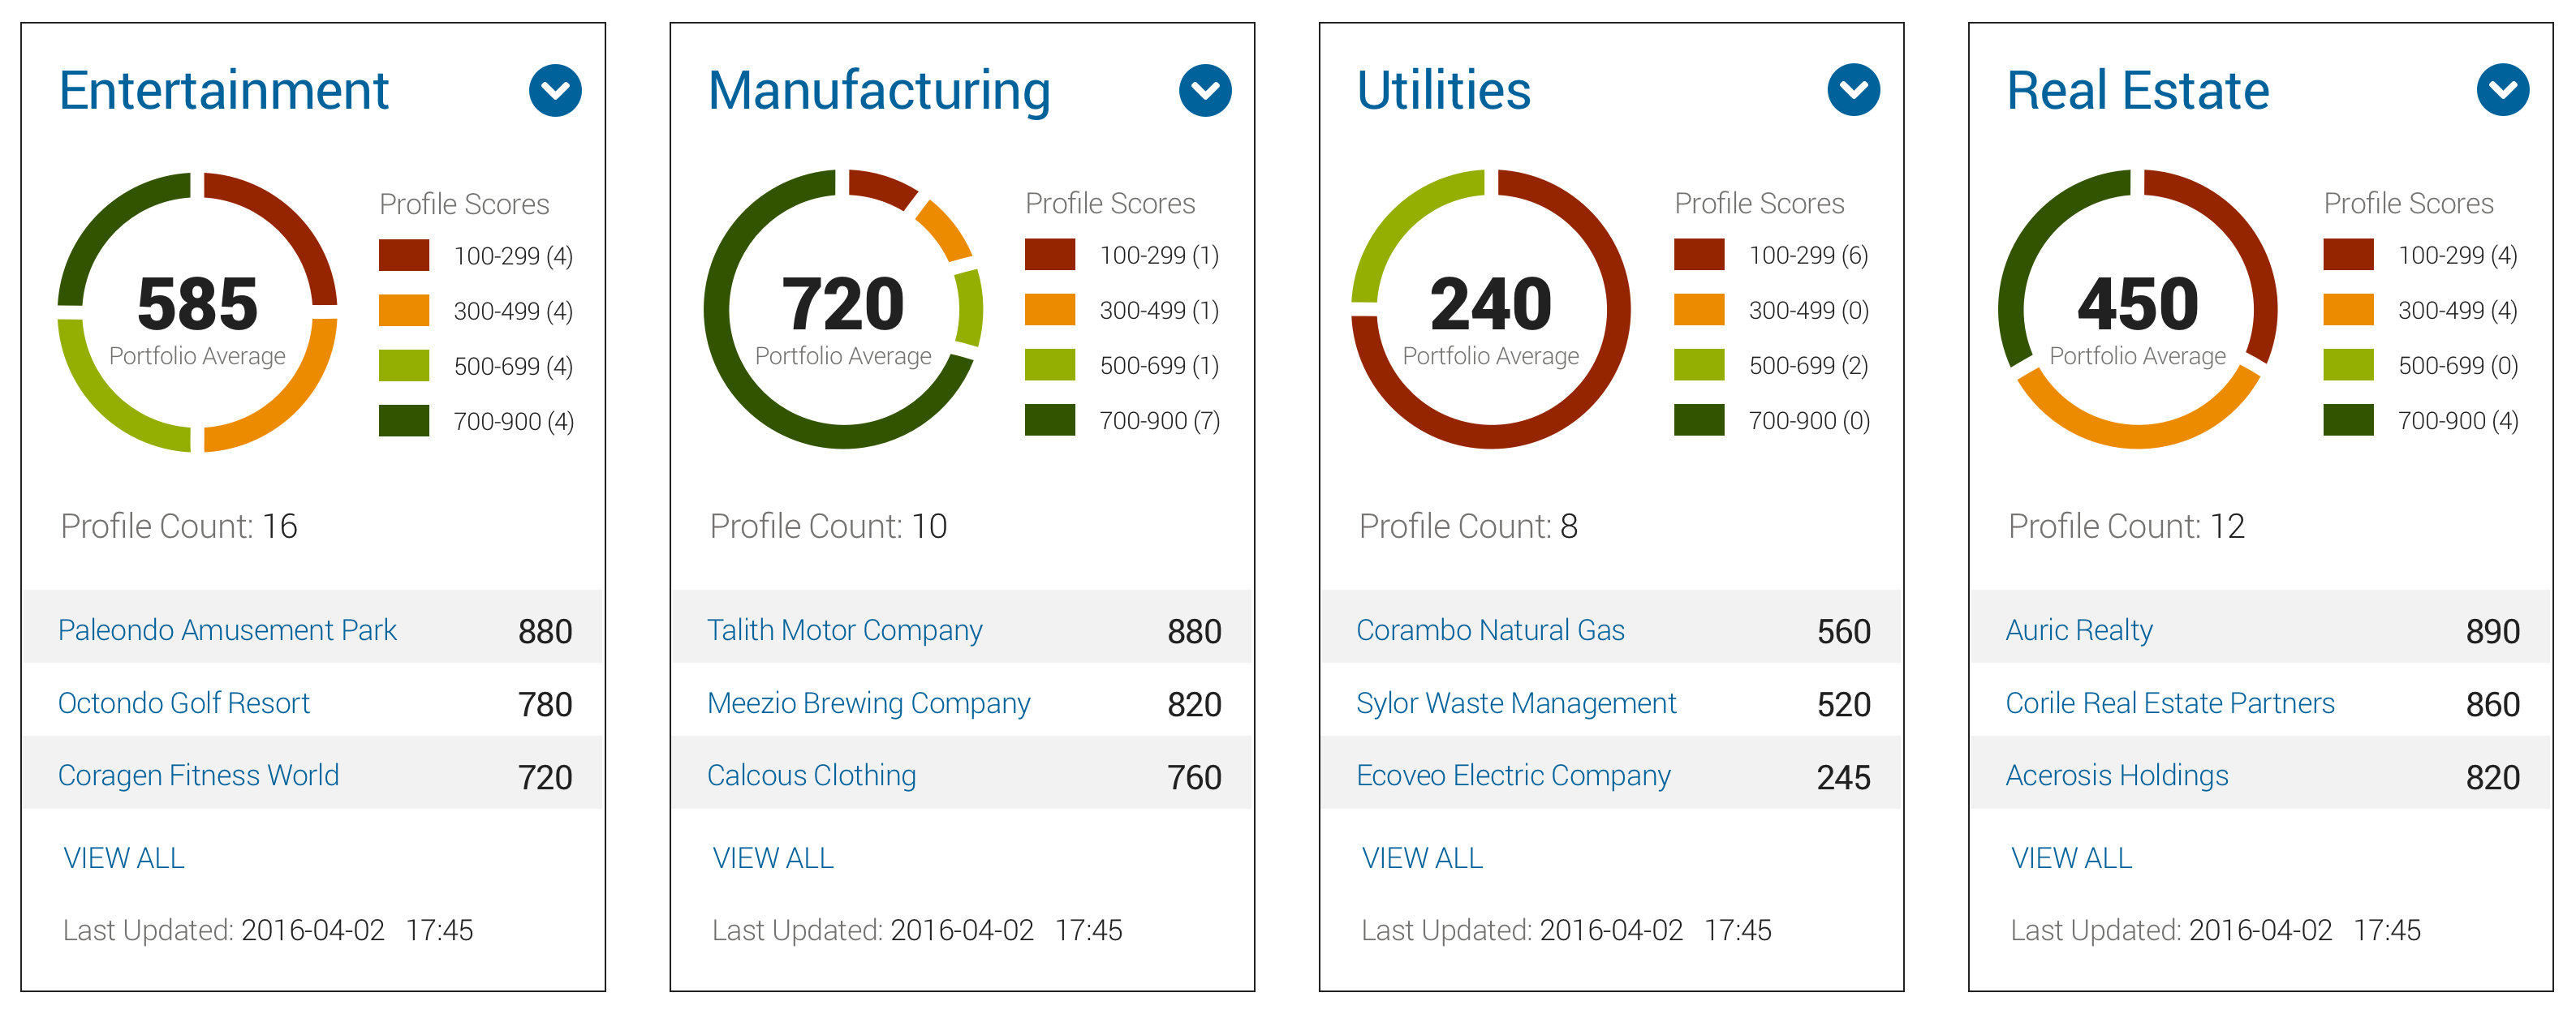 Entertainment
585
Portfolio Average
Profile Scores
100-299 (4)
300-499 (4)
500-699 (4)
700-900 (4)
Profile Count: 16
Paleondo Amusement Park 880
Octondo Golf Resort 780
Coragen Fitness World 720
VIEW ALL
Last Updated: 2016-04-02 17:45
Manufacturing
720
Portfolio Average
Profile Scores
100-299 (1)
300-499 (1)
500-699 (1)
700-900 (7)
Profile Count: 10
Talith Motor Company 880
Meezio Brewing Company 820
Calcous Clothing 760
VIEW ALL
Last Updated: 2016-04-02 17:45
Utilities
240
Portfolio Average
Profile Scores
100-299 (6)
300-499 (0)
500-699 (2)
700-900 (0)
Profile Count: 8
Corambo Natural Gas 560
Sylor Waste Management 520
Ecoveo Electric Company 245
VIEW ALL
Last Updated: 2016-04-02 17:45
Real Estate
450
Portfolio Average
Profile Scores
100-299 (4)
300-499 (4)
500-699 (0)
700-900 (4)
Profile Count: 12
Auric Realty 890
Corile Real Estate Partners 860
Acerosis Holdings 820
VIEW ALL
Last Updated: 2016-04-02 17:45